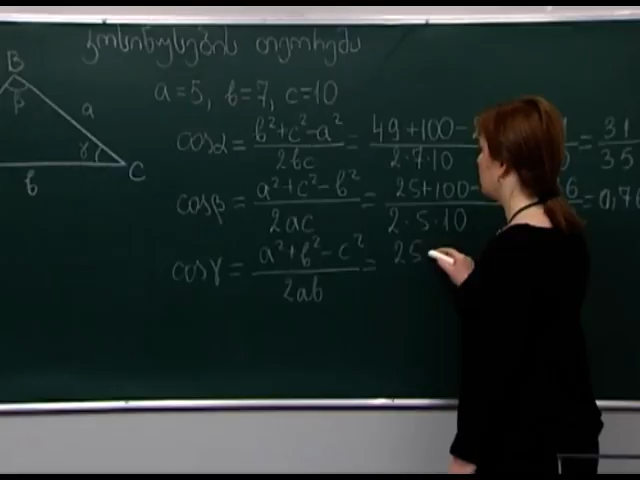 კოსინუსების თეორემა
B
β
a
γ
C
b
a = 5, b = 7, c = 10
cosα = (b² + c² - a²) / 2bc = (49 + 100 - / 2·7·10 = 31/35
cosβ = (a² + c² - b²) / 2ac = (25 + 100 - / 2·5·10 6 = 0,76
cosγ = (a² + b² - c²) / 2ab = 25